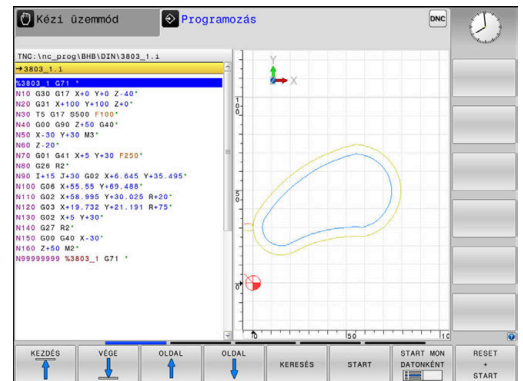 Kézi üzemmód
Programozás
DNC
TNC:\nc_prog\BHB\DIN\3803_1.i
→3803_1.i
%3803_1 G71 *
N10 G30 G17 X+0 Y+0 Z-40*
N20 G31 X+100 Y+100 Z+0*
N30 T5 G17 S500 F100*
N40 G00 G90 Z+50 G40*
N50 X-30 Y+30 M3*
N60 Z-20*
N70 G01 G41 X+5 Y+30 F250*
N80 G26 R2*
N90 I+15 J+30 G02 X+6.645 Y+35.495*
N100 G06 X+55.55 Y+69.488*
N110 G02 X+58.995 Y+30.025 R+20*
N120 G03 X+19.732 Y+21.191 R+75*
N130 G02 X+5 Y+30*
N140 G27 R2*
N150 G00 G40 X-30*
N160 Z+50 M2*
N99999999 %3803_1 G71 *
Y
X
100
50
0
0
50
10
KEZDÉS
VÉGE
OLDAL
OLDAL
KERESÉS
START
START MON
DATONKÉNT
RESET
+
START